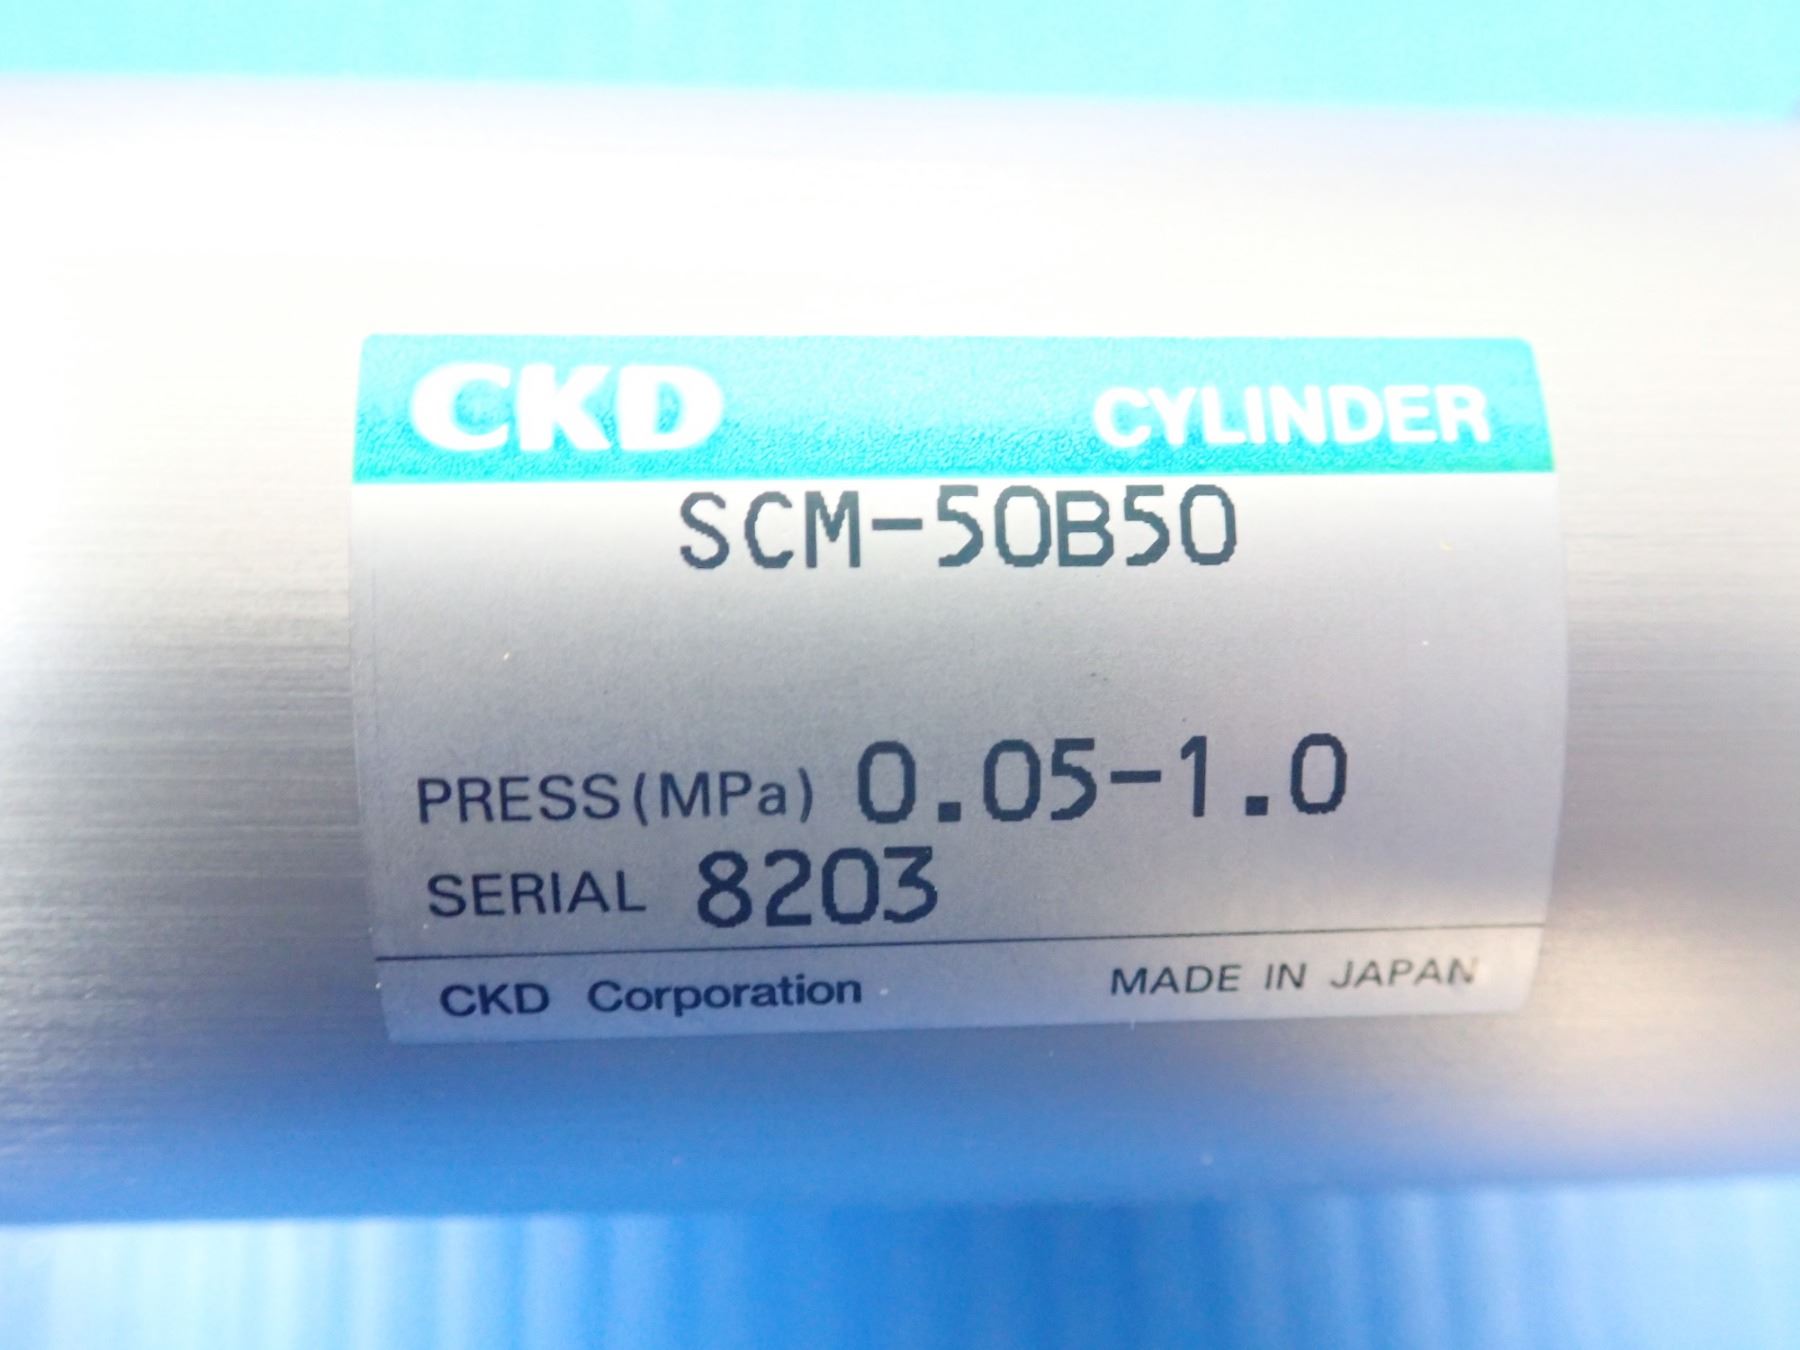 CKD CYLINDER
SCM-50B50
PRESS(MPa) 0.05-1.0
SERIAL 8203
CKD Corporation MADE IN JAPAN